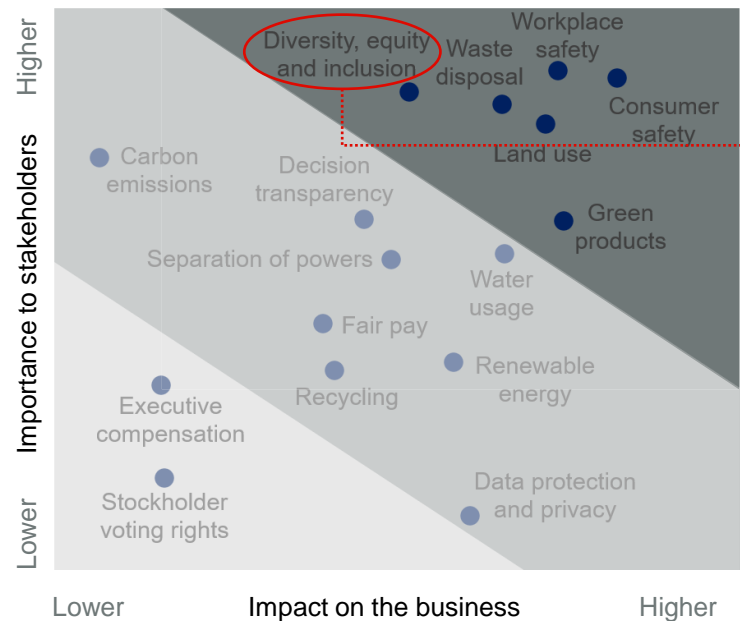 Higher
Importance to stakeholders
Lower
Diversity, equity
and inclusion
Waste
disposal
Workplace
safety
Consumer
safety
Land use
Carbon
emissions
Decision
transparency
Green
products
Separation of powers
Water
usage
Fair pay
Renewable
energy
Recycling
Executive
compensation
Stockholder
voting rights
Data protection
and privacy
Lower
Impact on the business
Higher